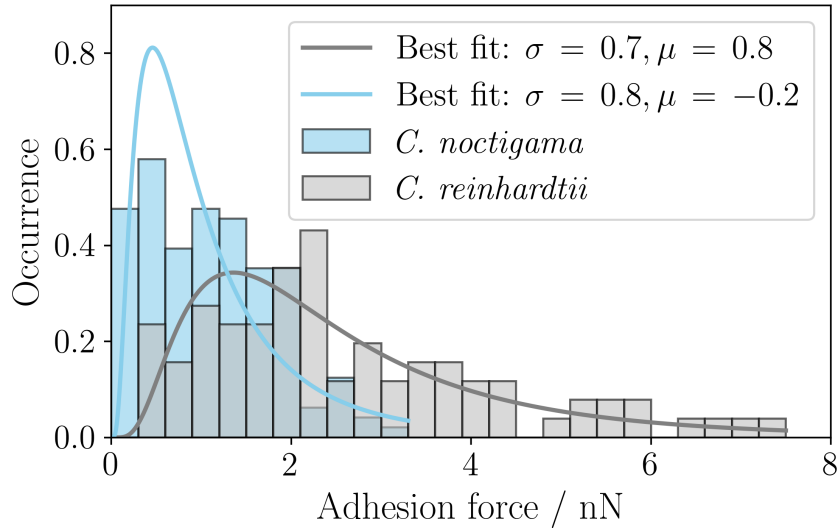 Best fit: σ = 0.7, μ = 0.8
Best fit: σ = 0.8, μ = −0.2
C. noctigama
C. reinhardtii
Occurrence
0.8
0.6
0.4
0.2
0.0
0 2 4 6 8
Adhesion force / nN